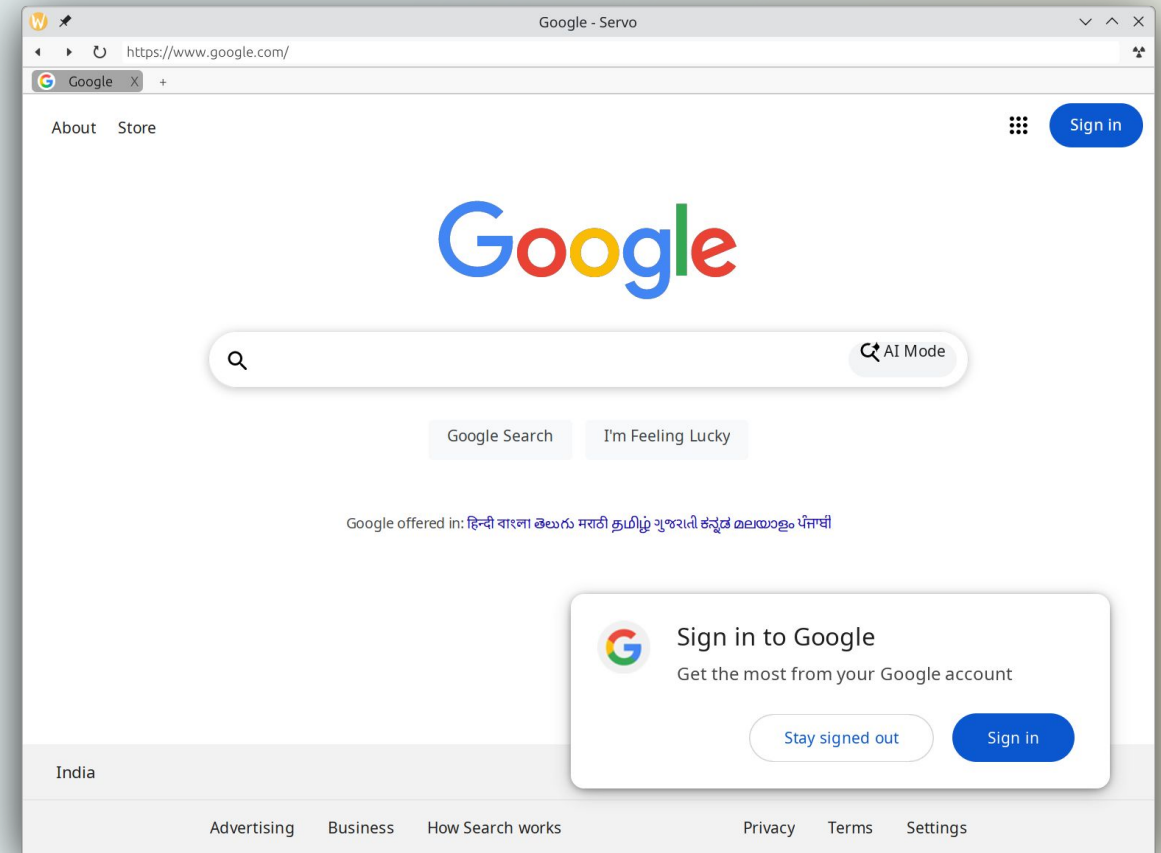 Google - Servo
https://www.google.com/
Google X +
About Store Sign in
Google
AI Mode
Google Search I'm Feeling Lucky
Google offered in: हिन्दी বাংলা తెలుగు मराठी தமிழ் ગુજરાતી ಕನ್ನಡ മലയാളം ਪੰਜਾਬੀ
Sign in to Google
Get the most from your Google account
Stay signed out Sign in
India
Advertising Business How Search works Privacy Terms Settings